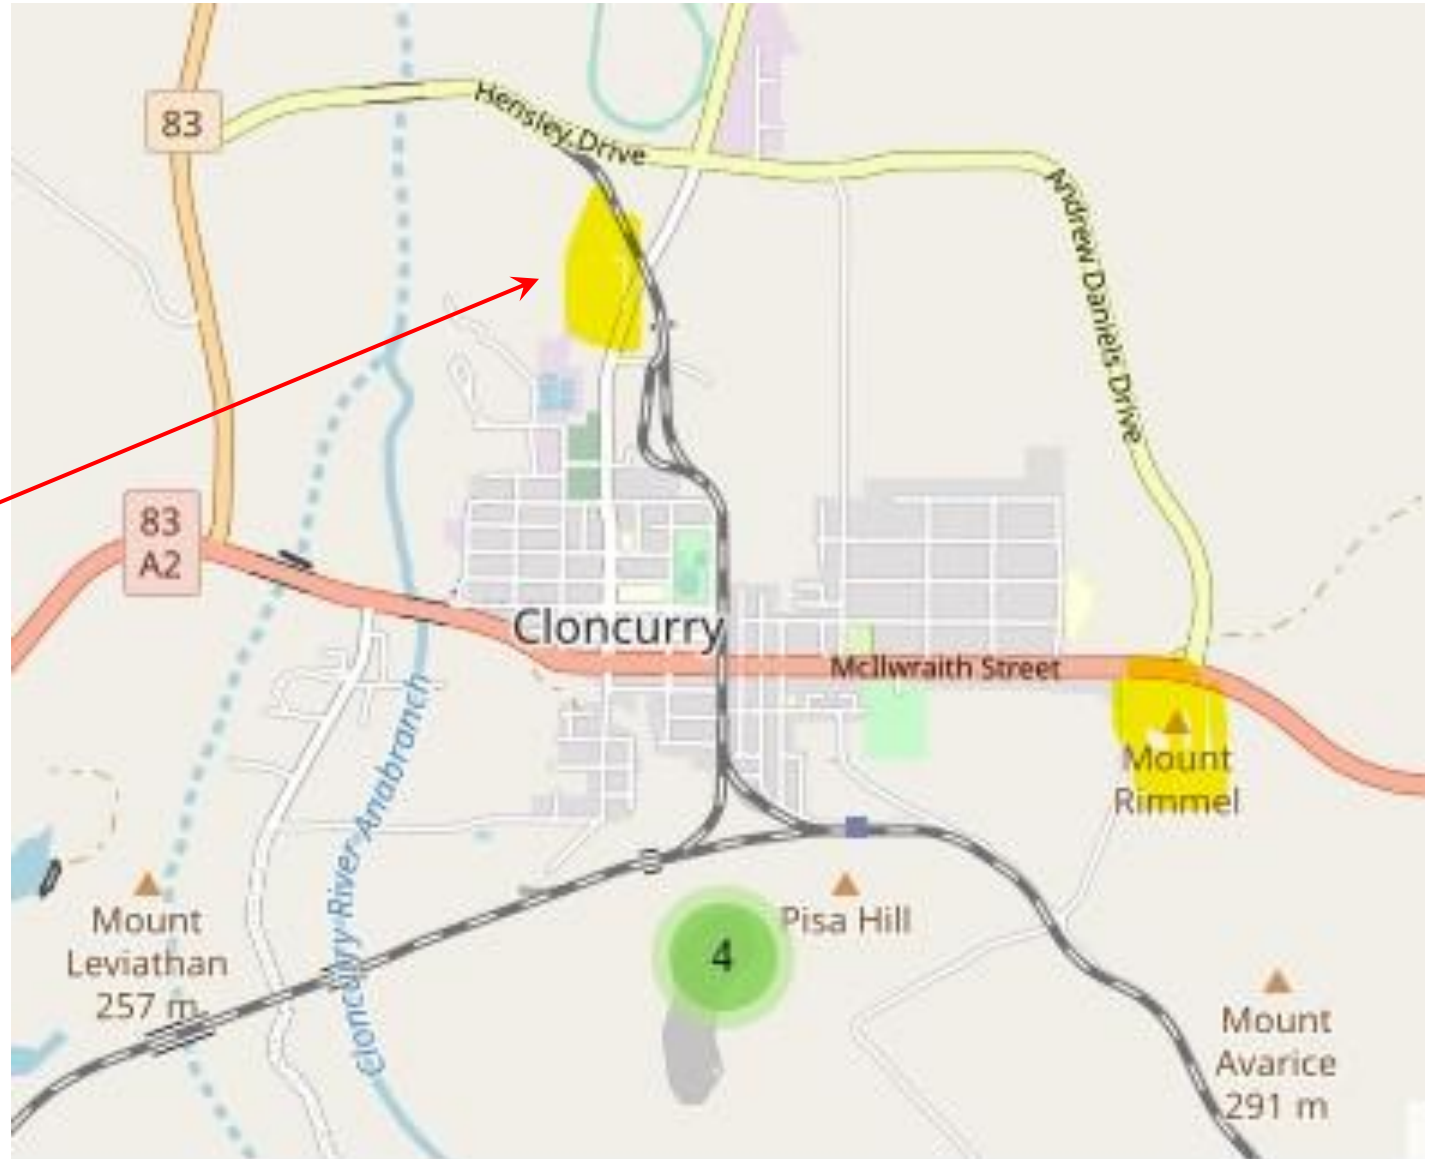 83
Hensley Drive
Andrew Daniels Drive
83
A2
Cloncurry
McIlwraith Street
Cloncurry River Anabranch
Mount
Rimmel
Mount
Leviathan
257 m
4
Pisa Hill
Mount
Avarice
291 m